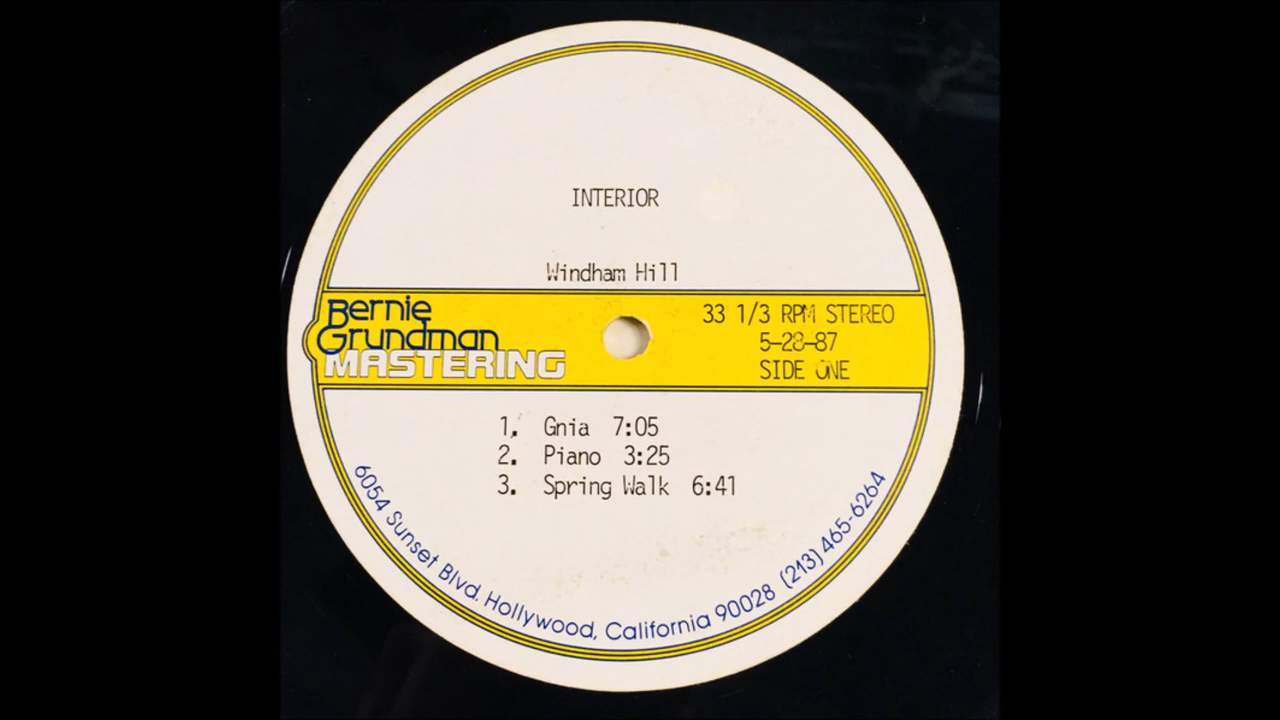 INTERIOR
Windham Hill
Bernie
Grundman
MASTERING
33 1/3 RPM STEREO
5-28-87
SIDE ONE
1. Gnia 7:05
2. Piano 3:25
3. Spring Walk 6:41
6054 Sunset Blvd. Hollywood, California 90028 (213) 465-6264